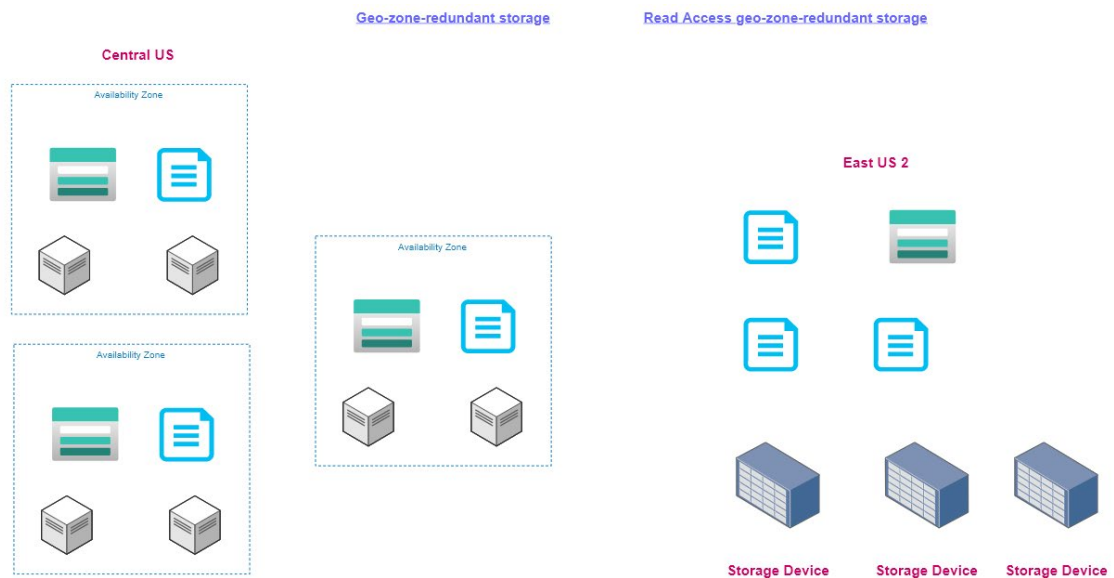 Geo-zone-redundant storage
Read Access geo-zone-redundant storage
Central US
Availability Zone
East US 2
Availability Zone
Availability Zone
Storage Device
Storage Device
Storage Device